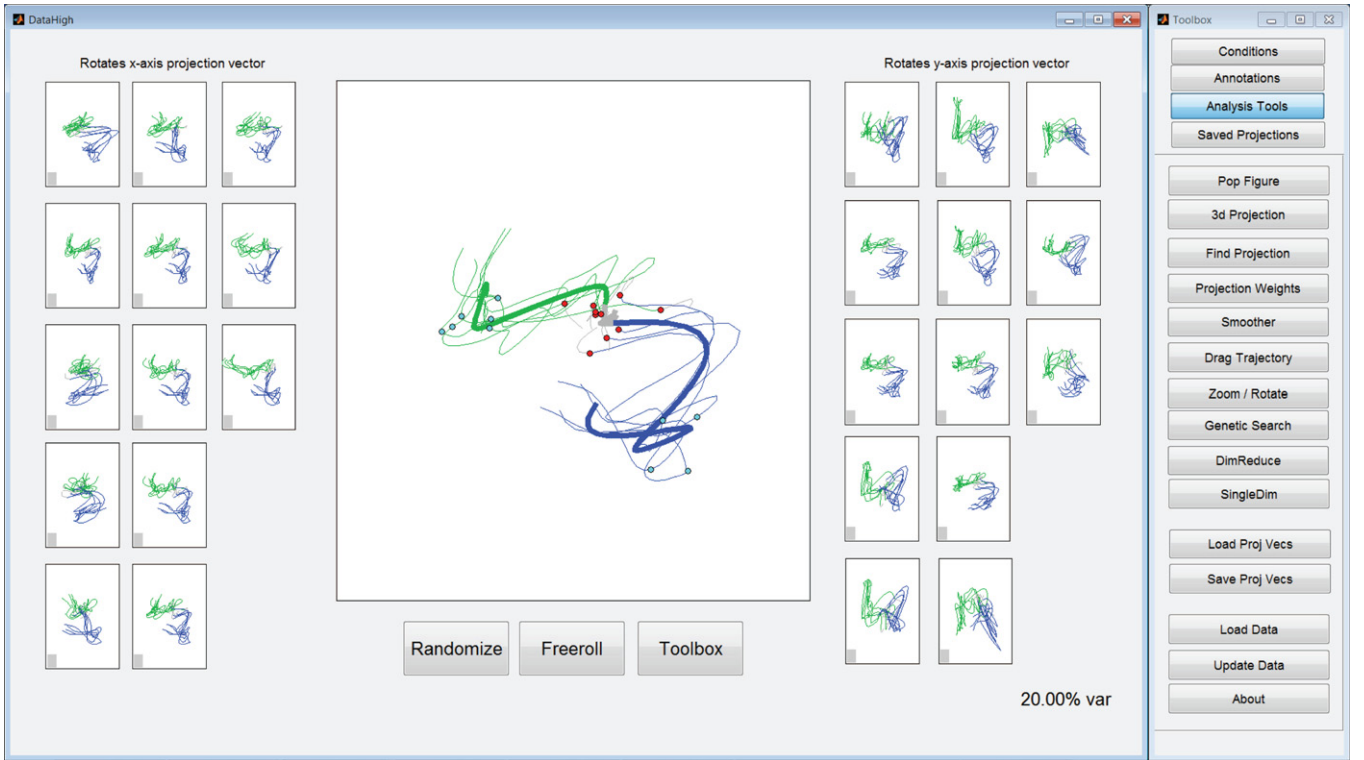 DataHigh
Rotates x-axis projection vector
Rotates y-axis projection vector
Randomize
Freeroll
Toolbox
20.00% var
Toolbox
Conditions
Annotations
Analysis Tools
Saved Projections
Pop Figure
3d Projection
Find Projection
Projection Weights
Smoother
Drag Trajectory
Zoom / Rotate
Genetic Search
DimReduce
SingleDim
Load Proj Vecs
Save Proj Vecs
Load Data
Update Data
About